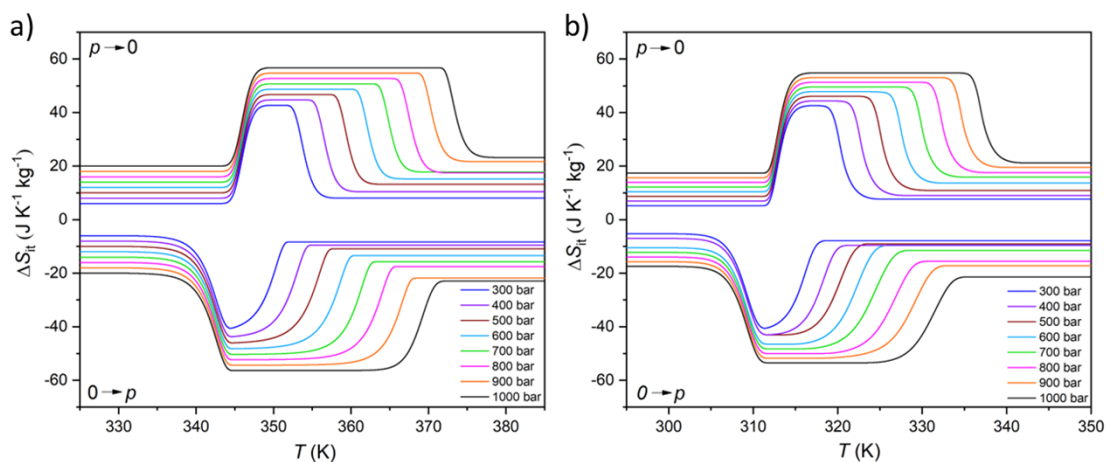 a)
p → 0
ΔS_it (J K⁻¹ kg⁻¹)
60
40
20
0
-20
-40
-60
0 → p
300 bar
400 bar
500 bar
600 bar
700 bar
800 bar
900 bar
1000 bar
330 340 350 360 370 380
T (K)
b)
p → 0
ΔS_it (J K⁻¹ kg⁻¹)
60
40
20
0
-20
-40
-60
0 → p
300 bar
400 bar
500 bar
600 bar
700 bar
800 bar
900 bar
1000 bar
300 310 320 330 340 350
T (K)